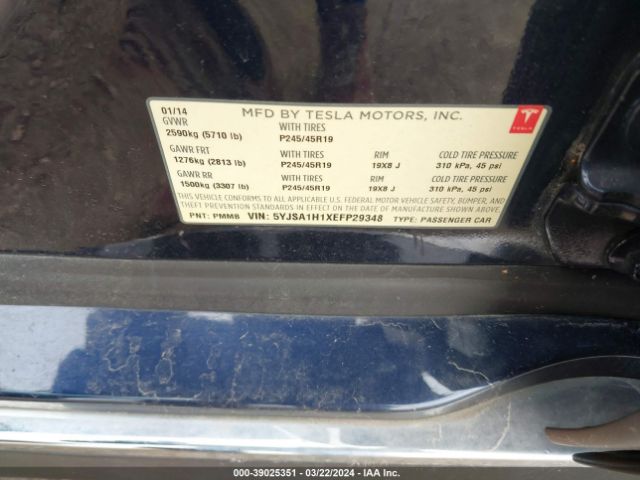 01/14 MFD BY TESLA MOTORS, INC.
GVWR WITH TIRES
2590kg (5710 lb) P245/45R19
GAWR FRT WITH TIRES RIM COLD TIRE PRESSURE
1276kg (2813 lb) P245/45R19 19X8 J 310 kPa, 45 psi
GAWR RR WITH TIRES RIM COLD TIRE PRESSURE
1500kg (3307 lb) P245/45R19 19X8 J 310 kPa, 45 psi
THIS VEHICLE CONFORMS TO ALL APPLICABLE U.S. FEDERAL MOTOR VEHICLE SAFETY, BUMPER, AND
THEFT PREVENTION STANDARDS IN EFFECT ON THE DATE OF MANUFACTURE SHOWN ABOVE.
PNT: PMMB VIN: 5YJSA1H1XEFP29348 TYPE: PASSENGER CAR
TESLA
000-39025351 - 03/22/2024 - IAA Inc.